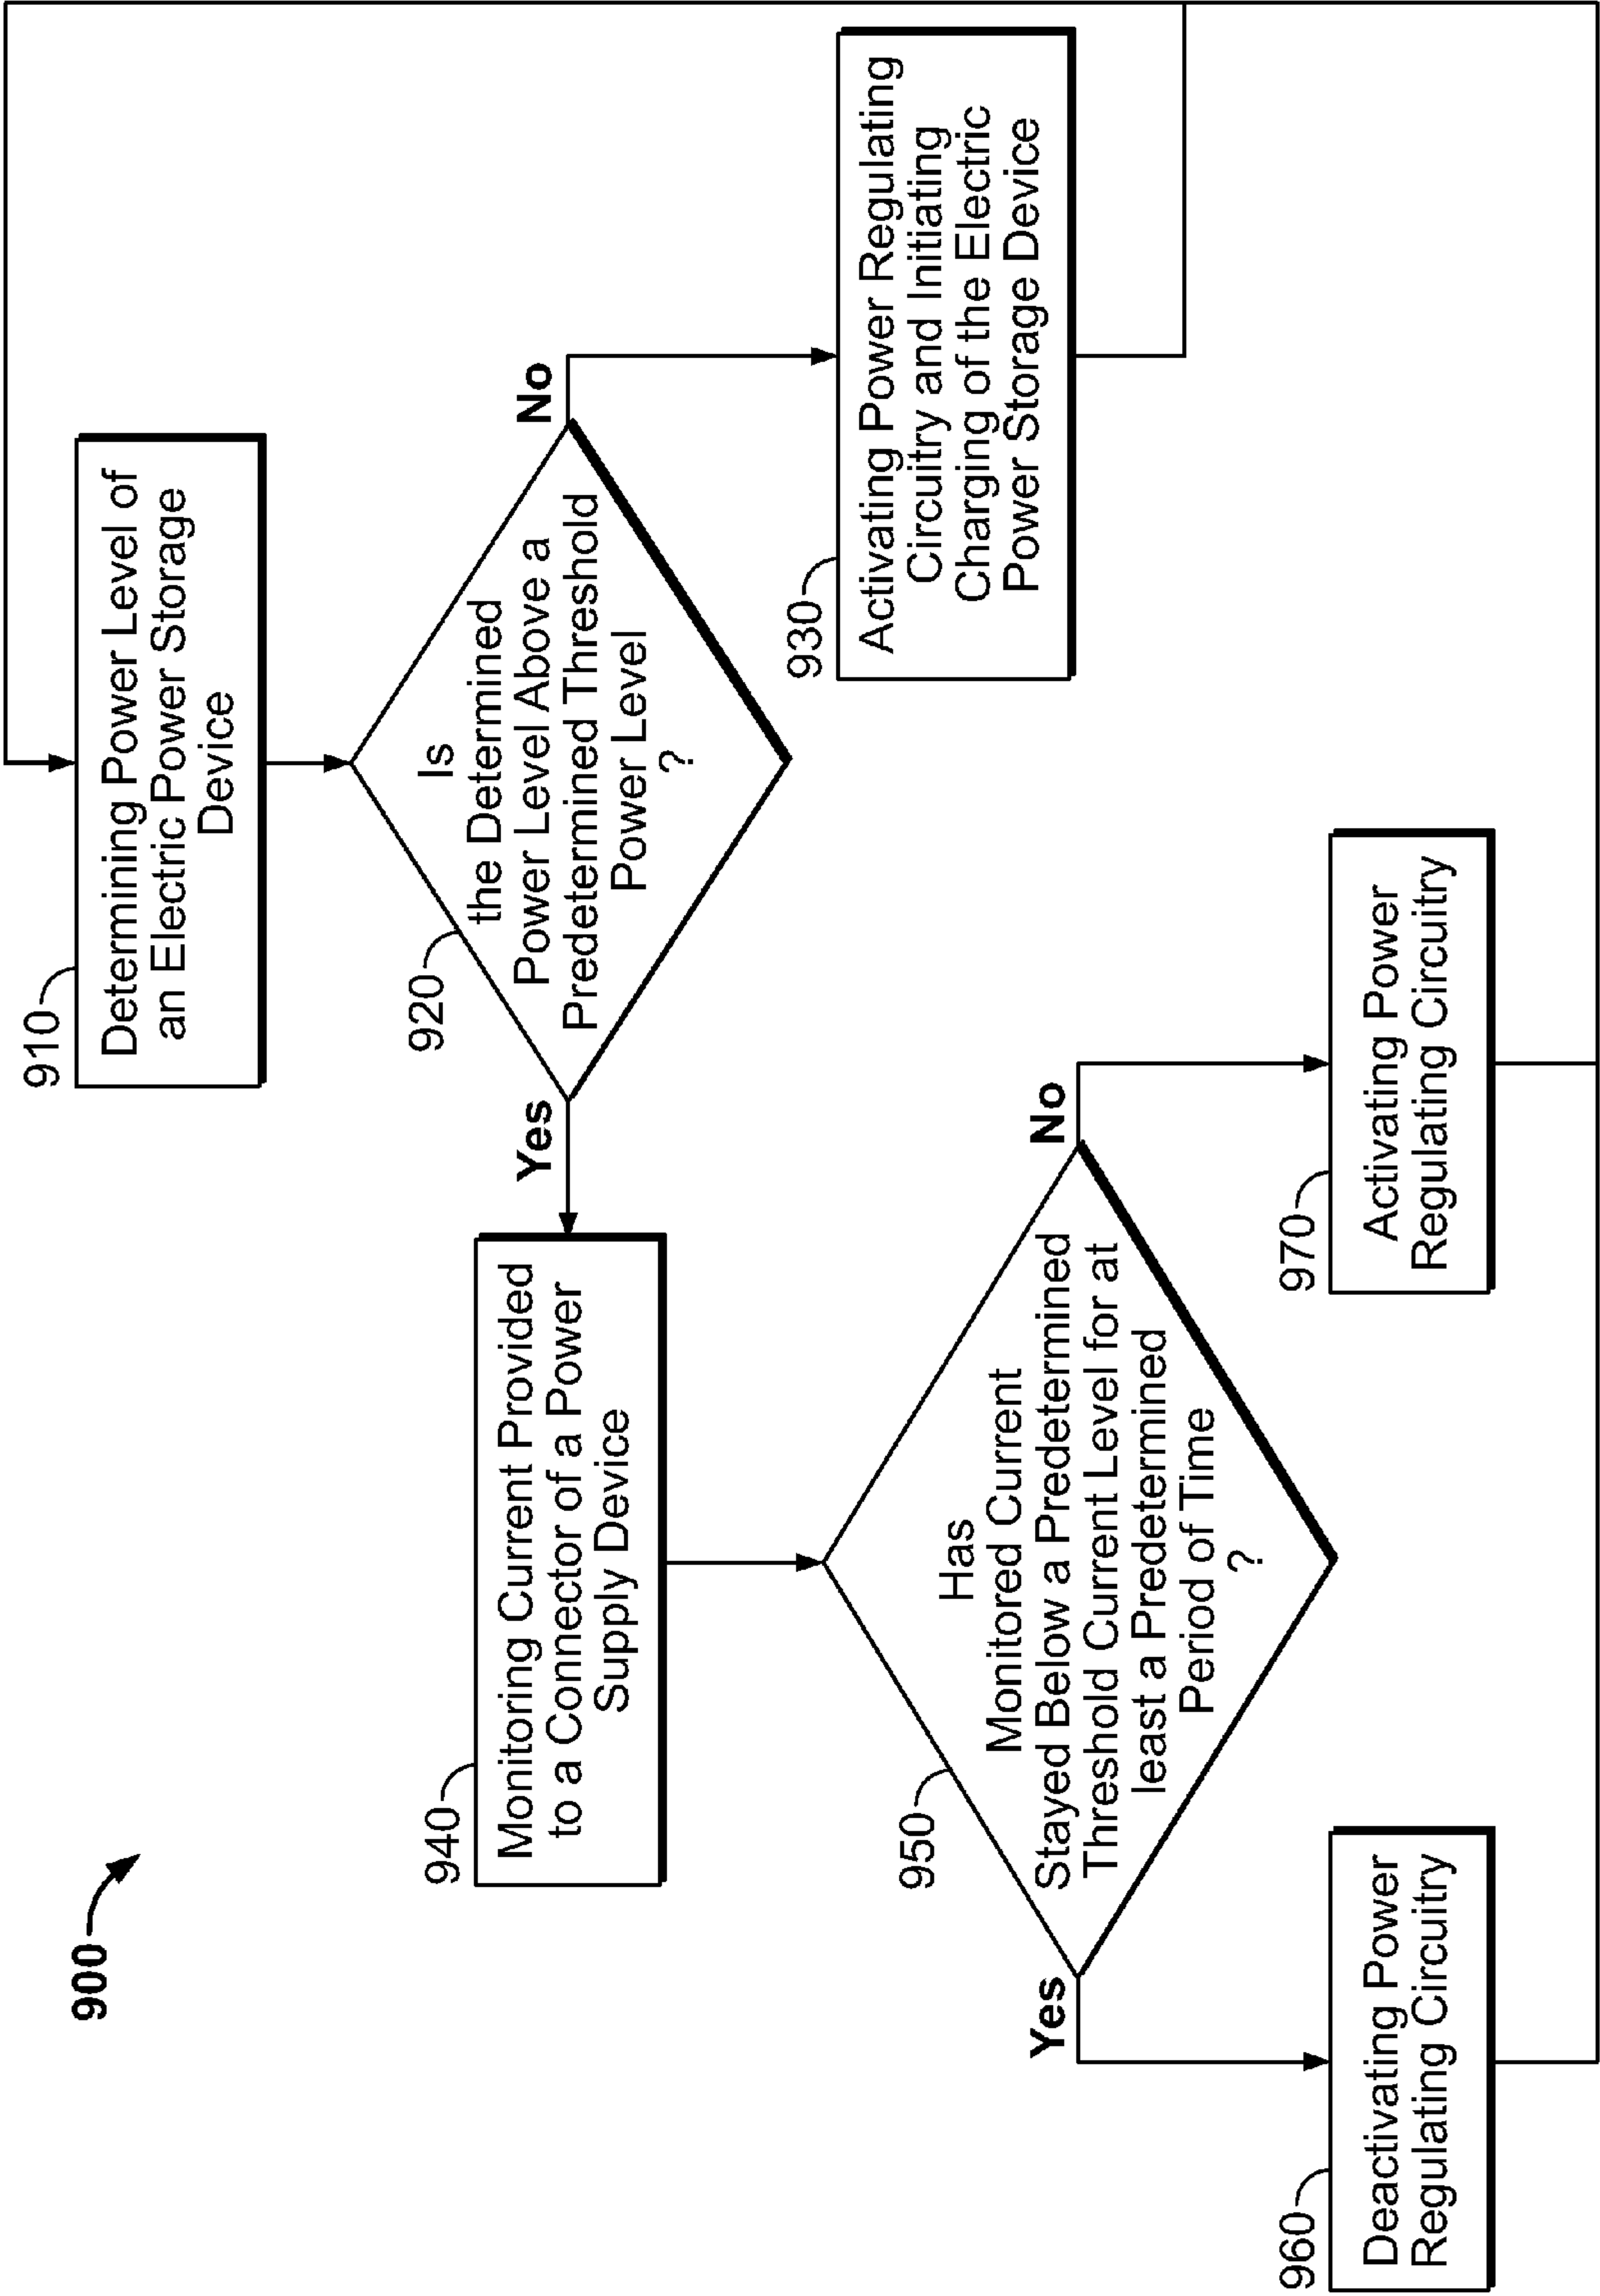 900
910
Determining Power Level of
an Electric Power Storage
Device
920
Is
the Determined
Power Level Above a
Predetermined Threshold
Power Level
?
Yes
No
930
Activating Power Regulating
Circuitry and Initiating
Charging of the Electric
Power Storage Device
940
Monitoring Current Provided
to a Connector of a Power
Supply Device
950
Has
Monitored Current
Stayed Below a Predetermined
Threshold Current Level for at
least a Predetermined
Period of Time
?
Yes
No
960
Deactivating Power
Regulating Circuitry
970
Activating Power
Regulating Circuitry